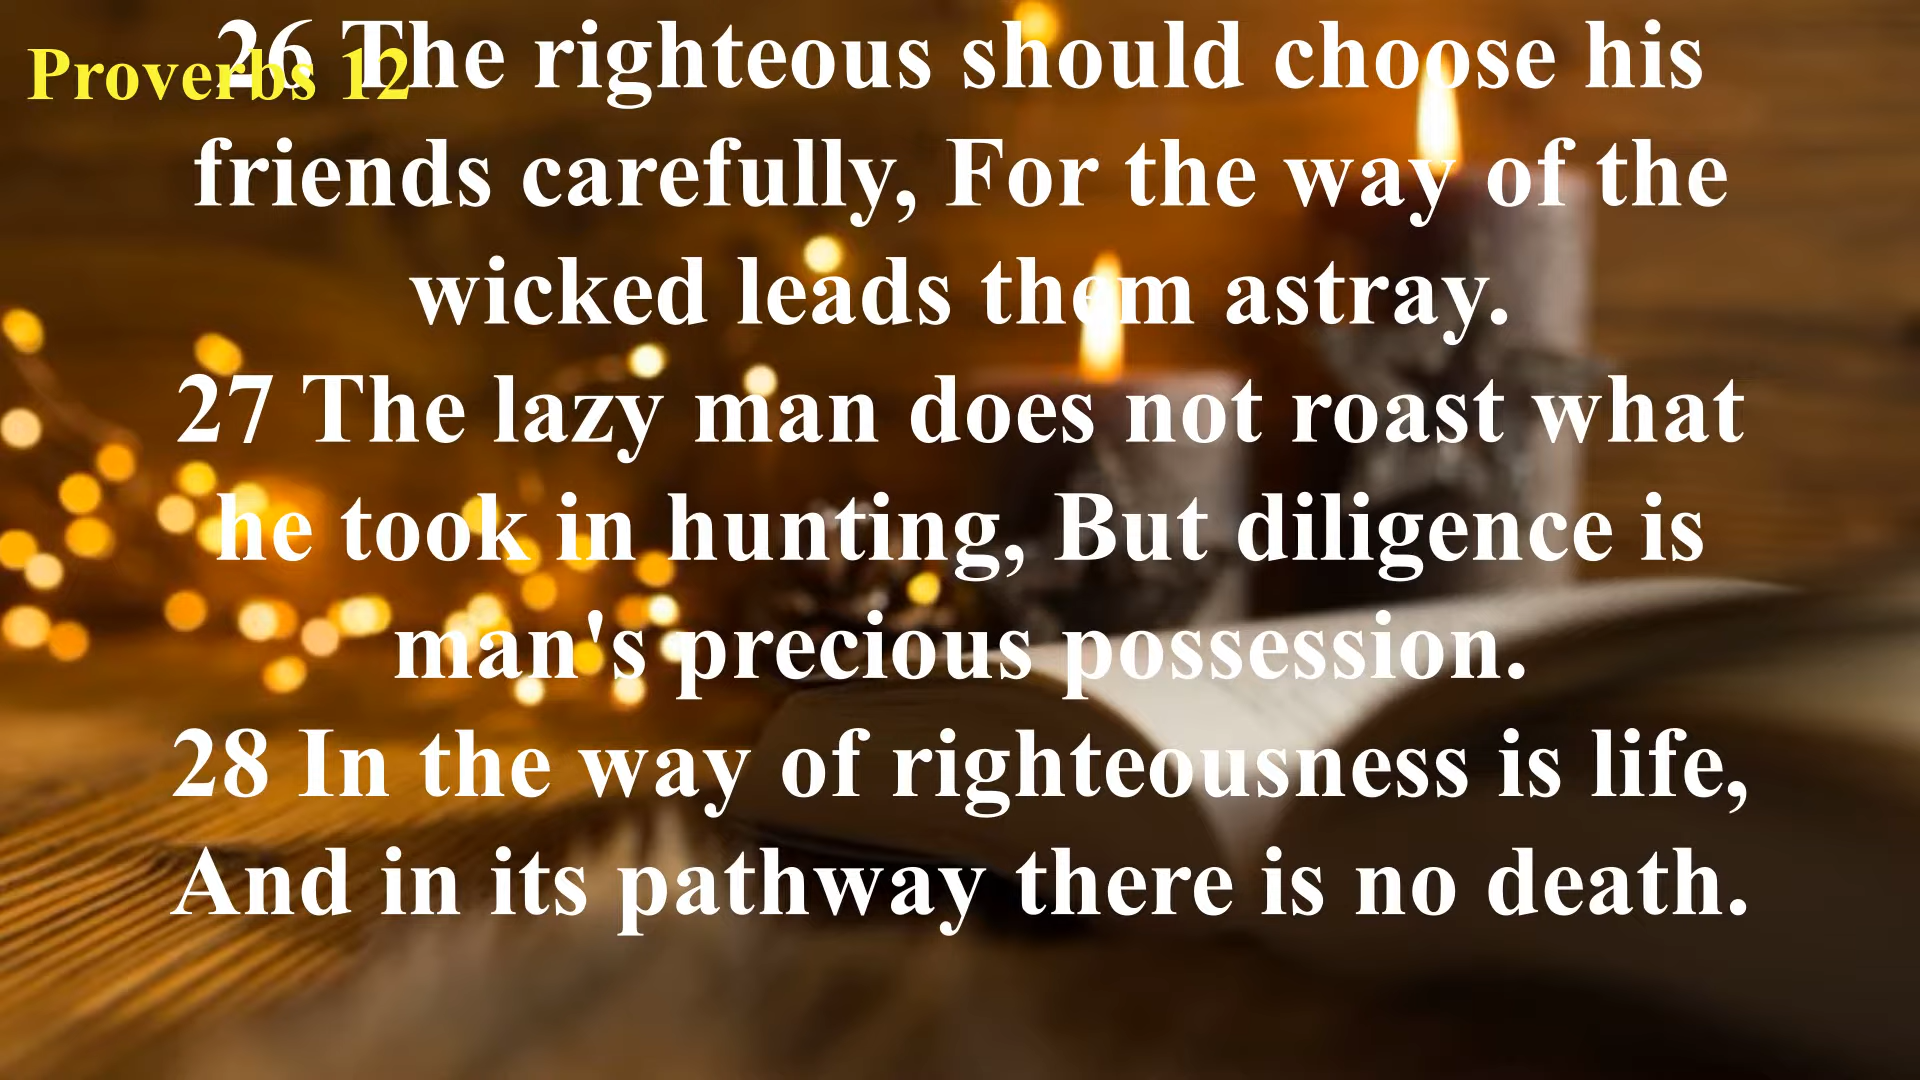 Proverbs 12
26 The righteous should choose his
friends carefully, For the way of the
wicked leads them astray.
27 The lazy man does not roast what
he took in hunting, But diligence is
man's precious possession.
28 In the way of righteousness is life,
And in its pathway there is no death.